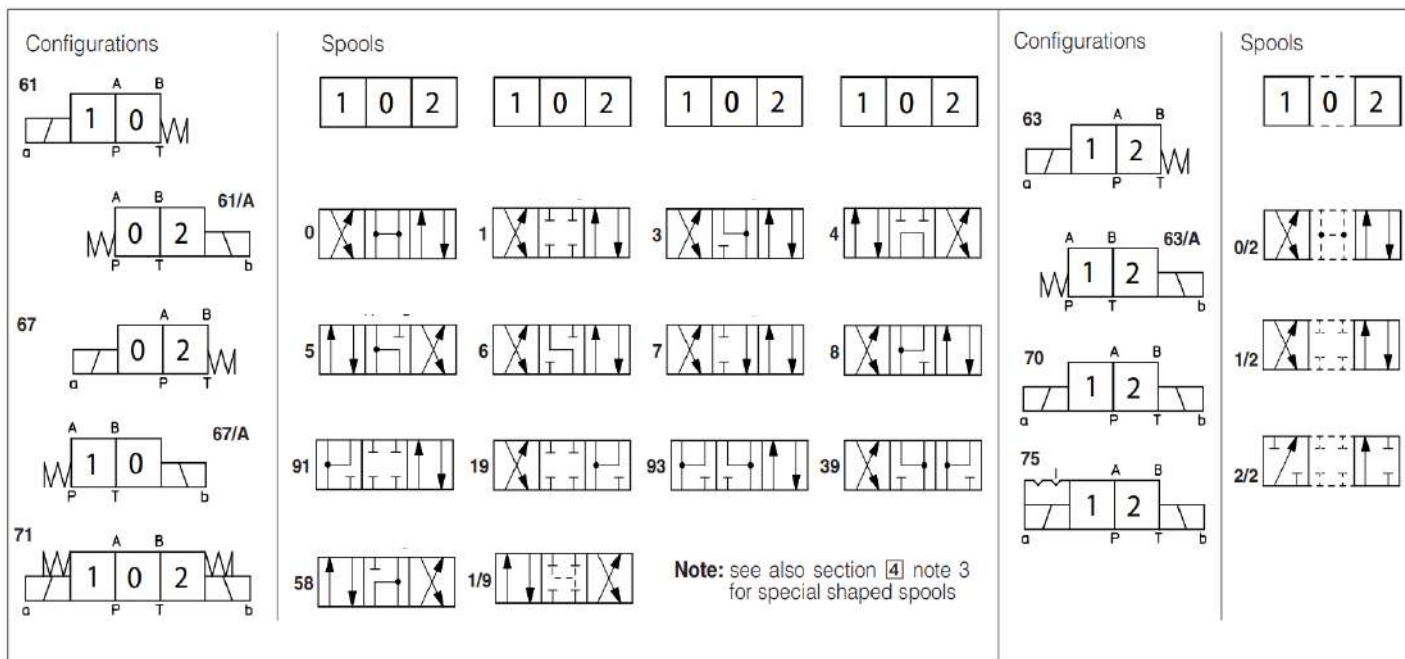 Configurations
Spools
Configurations
Spools
61
A B
1 0
a P T
1 0 2
1 0 2
1 0 2
1 0 2
63
A B
1 2
a P T
1 0 2
61/A
A B
0 2
P T b
0
1
3
4
63/A
A B
1 2
P T b
0/2
67
A B
0 2
a P T
5
6
7
8
70
A B
1 2
a P T b
1/2
67/A
A B
1 0
P T b
91
19
93
39
75
A B
1 2
a P T b
2/2
71
A B
1 0 2
a P T b
58
1/9
Note: see also section 4 note 3
for special shaped spools